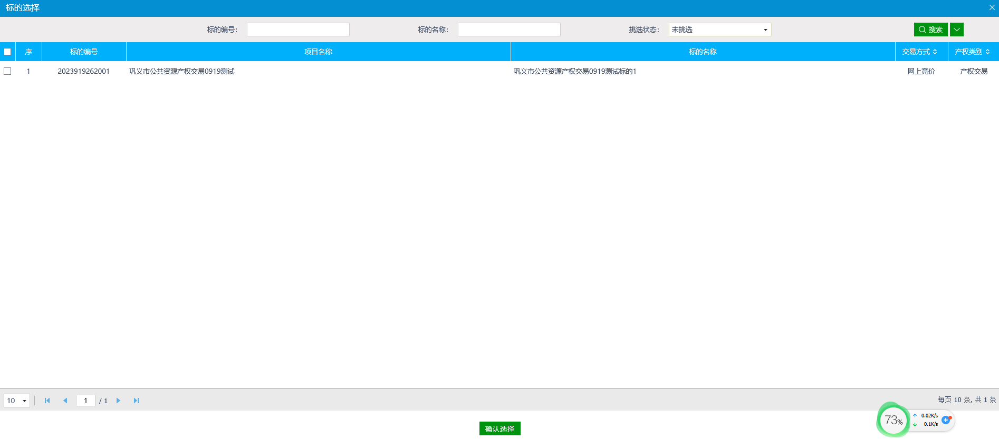 标的选择
标的编号： 标的名称： 挑选状态： 未挑选 搜索
序 标的编号 项目名称 标的名称 交易方式 产权类别
1 2023919262001 巩义市公共资源产权交易0919测试 巩义市公共资源产权交易0919测试标的1 网上竞价 产权交易
10 1 / 1 每页 10 条, 共 1 条
73% 0.02K/s
0.1K/s
确认选择